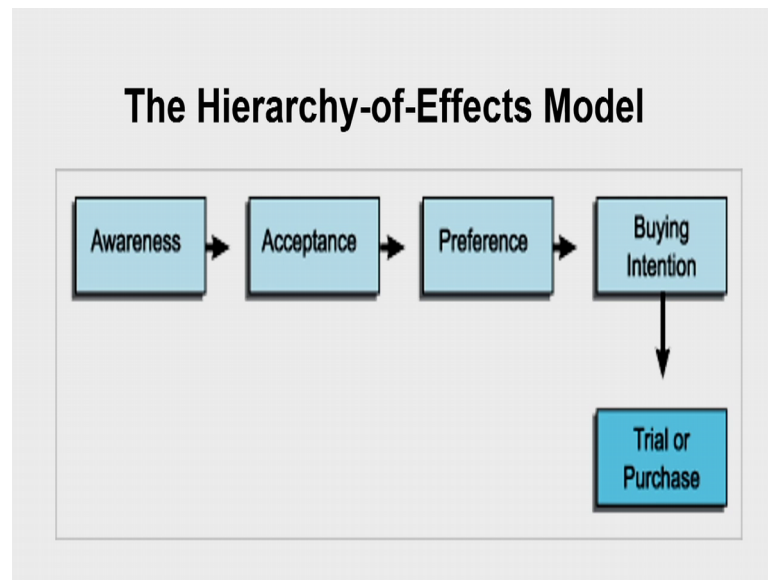 The Hierarchy-of-Effects Model
Awareness
Acceptance
Preference
Buying
Intention
Trial or
Purchase